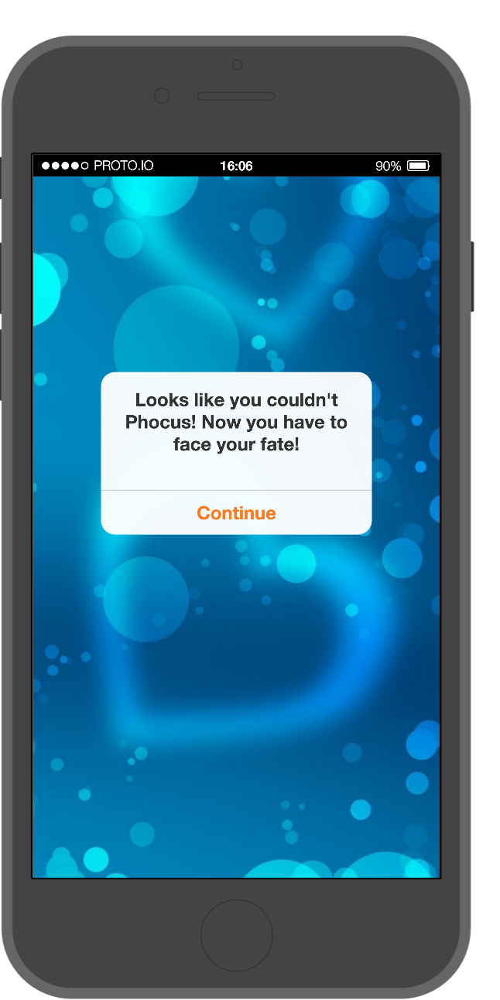 PROTO.IO 16:06 90%
Looks like you couldn't
Phocus! Now you have to
face your fate!
Continue